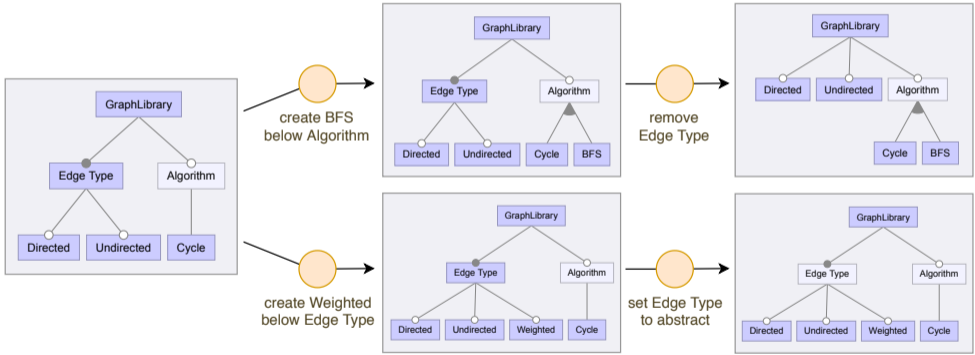 GraphLibrary
Edge Type
Algorithm
Directed
Undirected
Cycle
create BFS
below Algorithm
GraphLibrary
Edge Type
Algorithm
Directed
Undirected
Cycle
BFS
remove
Edge Type
GraphLibrary
Directed
Undirected
Algorithm
Cycle
BFS
create Weighted
below Edge Type
GraphLibrary
Edge Type
Algorithm
Directed
Undirected
Weighted
Cycle
set Edge Type
to abstract
GraphLibrary
Edge Type
Algorithm
Directed
Undirected
Weighted
Cycle